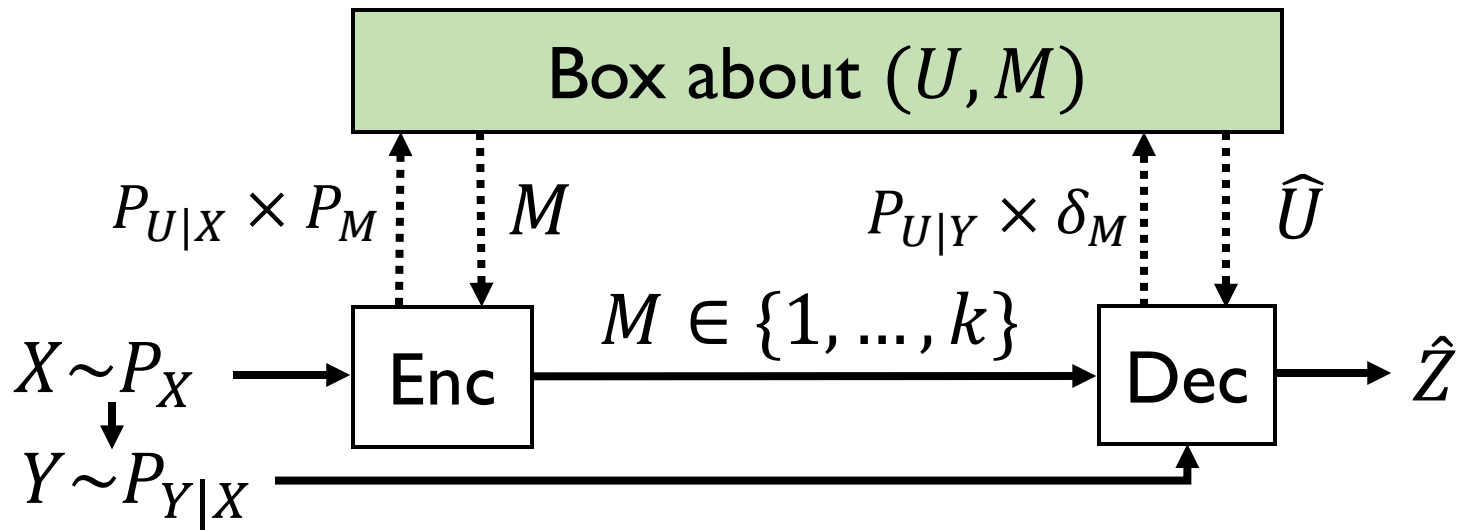 Box about (U, M)
P_{U|X} × P_M
M
P_{U|Y} × δ_M
Û
M ∈ {1, ..., k}
X~P_X
Enc
Dec
Ẑ
Y~P_{Y|X}